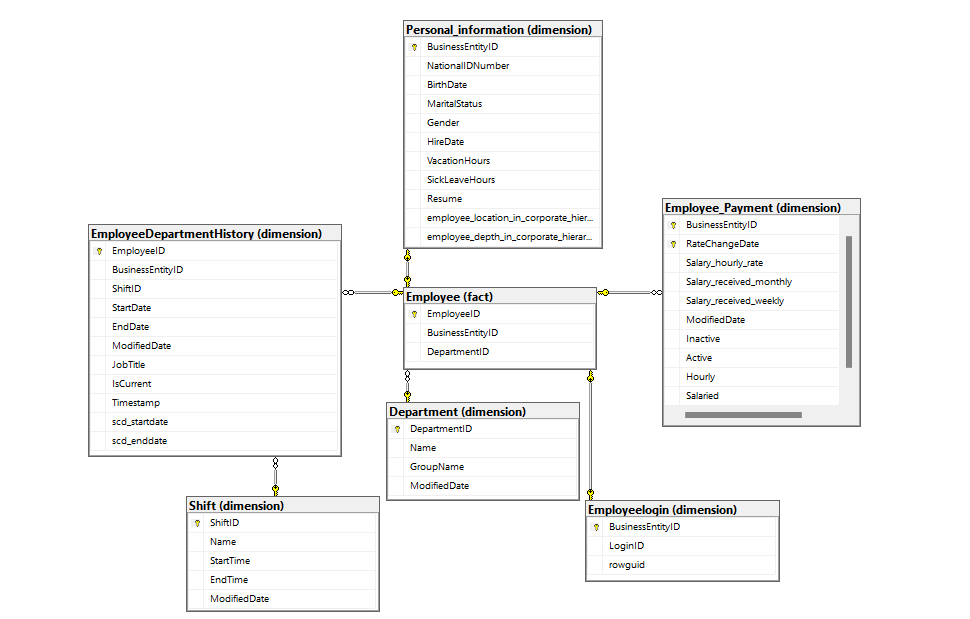 Personal_information (dimension)
BusinessEntityID
NationalIDNumber
BirthDate
MaritalStatus
Gender
HireDate
VacationHours
SickLeaveHours
Resume
employee_location_in_corporate_hier...
employee_depth_in_corporate_hierar...
EmployeeDepartmentHistory (dimension)
EmployeeID
BusinessEntityID
ShiftID
StartDate
EndDate
ModifiedDate
JobTitle
IsCurrent
Timestamp
scd_startdate
scd_enddate
Employee (fact)
EmployeeID
BusinessEntityID
DepartmentID
Employee_Payment (dimension)
BusinessEntityID
RateChangeDate
Salary_hourly_rate
Salary_received_monthly
Salary_received_weekly
ModifiedDate
Inactive
Active
Hourly
Salaried
Department (dimension)
DepartmentID
Name
GroupName
ModifiedDate
Shift (dimension)
ShiftID
Name
StartTime
EndTime
ModifiedDate
Employeelogin (dimension)
BusinessEntityID
LoginID
rowguid